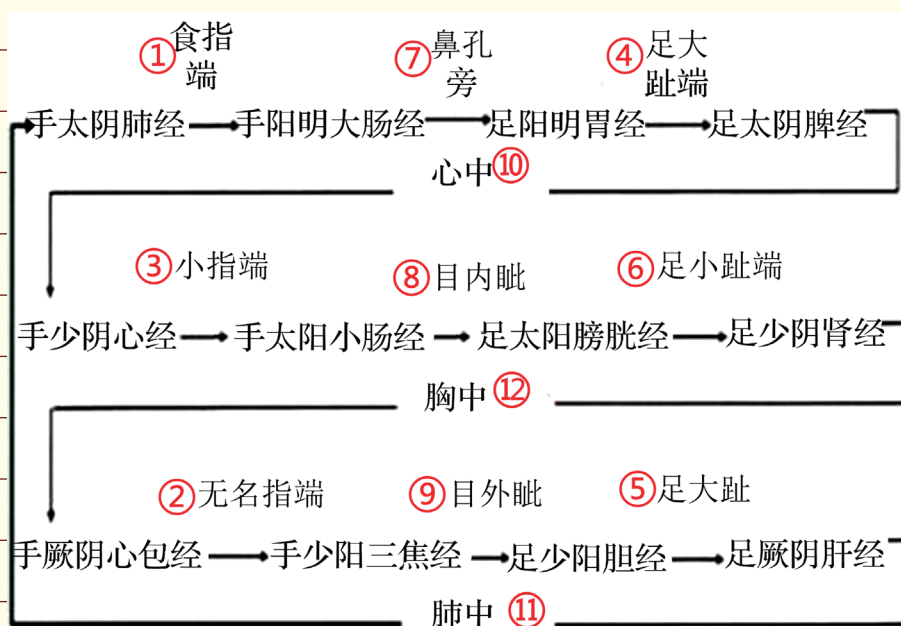 ①食指端
⑦鼻孔旁
④足大趾端
手太阴肺经 手阳明大肠经 足阳明胃经 足太阴脾经
心中⑩
③小指端 ⑧目内眦 ⑥足小趾端
手少阴心经 手太阳小肠经 足太阳膀胱经 足少阴肾经
胸中⑫
②无名指端 ⑨目外眦 ⑤足大趾
手厥阴心包经 手少阳三焦经 足少阳胆经 足厥阴肝经
肺中⑪